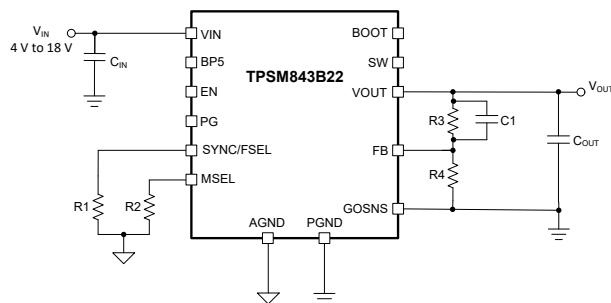 VIN
4 V to 18 V
CIN
VIN
BP5
EN
PG
SYNC/FSEL
MSEL
R1
R2
TPSM843B22
BOOT
SW
VOUT
FB
GOSNS
AGND
PGND
R3
C1
R4
VOUT
COUT